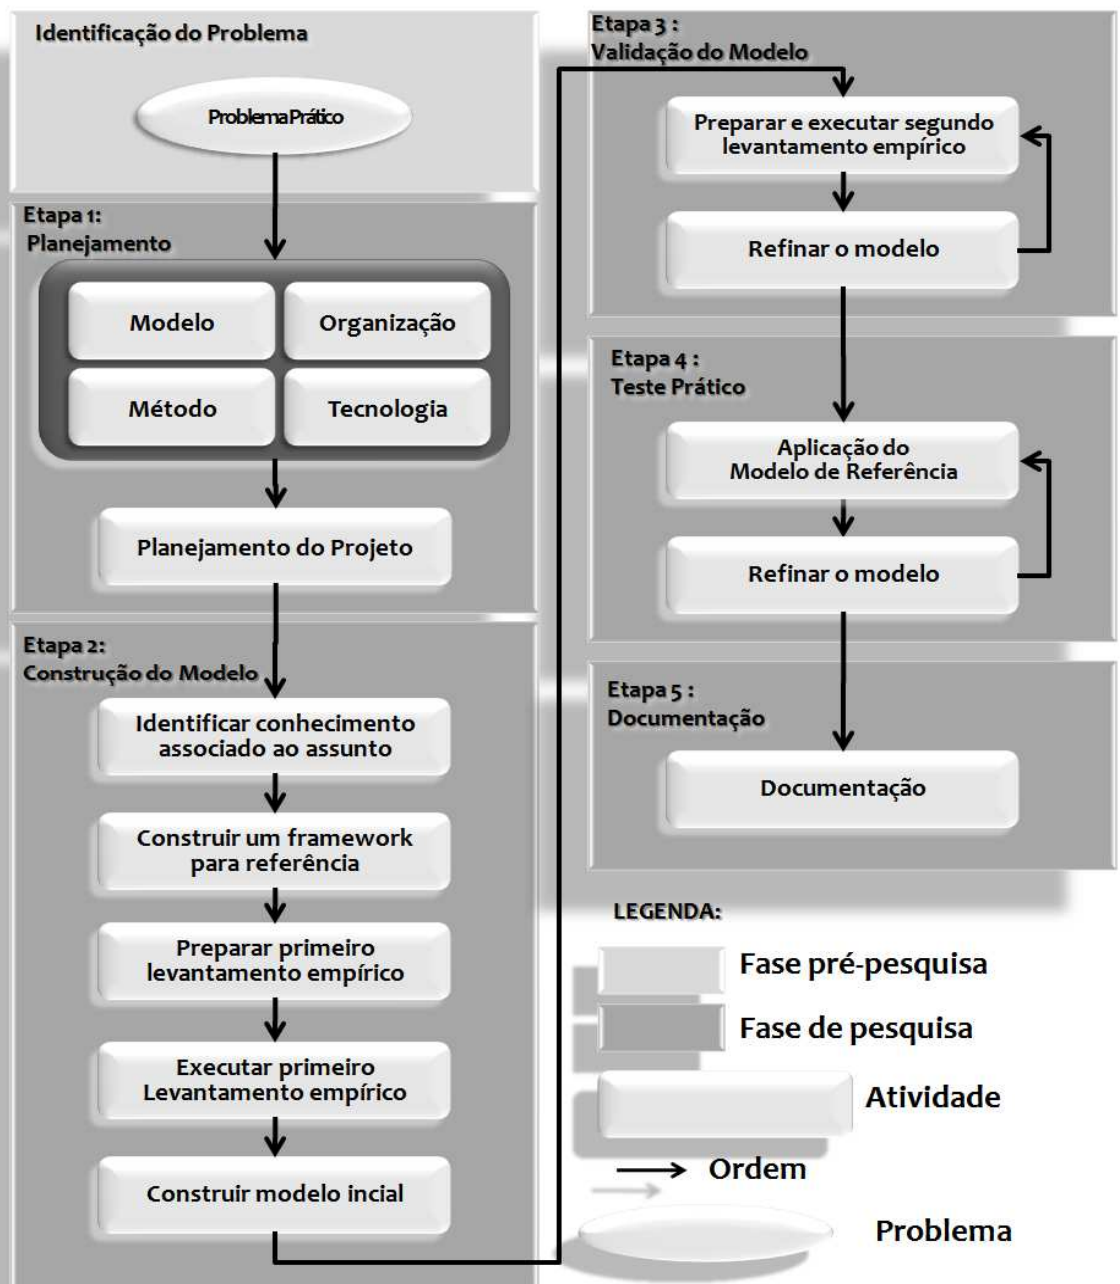 Identificação do Problema
Problema Prático
Etapa 1:
Planejamento
Modelo
Organização
Método
Tecnologia
Planejamento do Projeto
Etapa 2:
Construção do Modelo
Identificar conhecimento
associado ao assunto
Construir um framework
para referência
Preparar primeiro
levantamento empírico
Executar primeiro
Levantamento empírico
Construir modelo incial
Etapa 3 :
Validação do Modelo
Preparar e executar segundo
levantamento empírico
Refinar o modelo
Etapa 4 :
Teste Prático
Aplicação do
Modelo de Referência
Refinar o modelo
Etapa 5 :
Documentação
Documentação
LEGENDA:
Fase pré-pesquisa
Fase de pesquisa
Atividade
Ordem
Problema